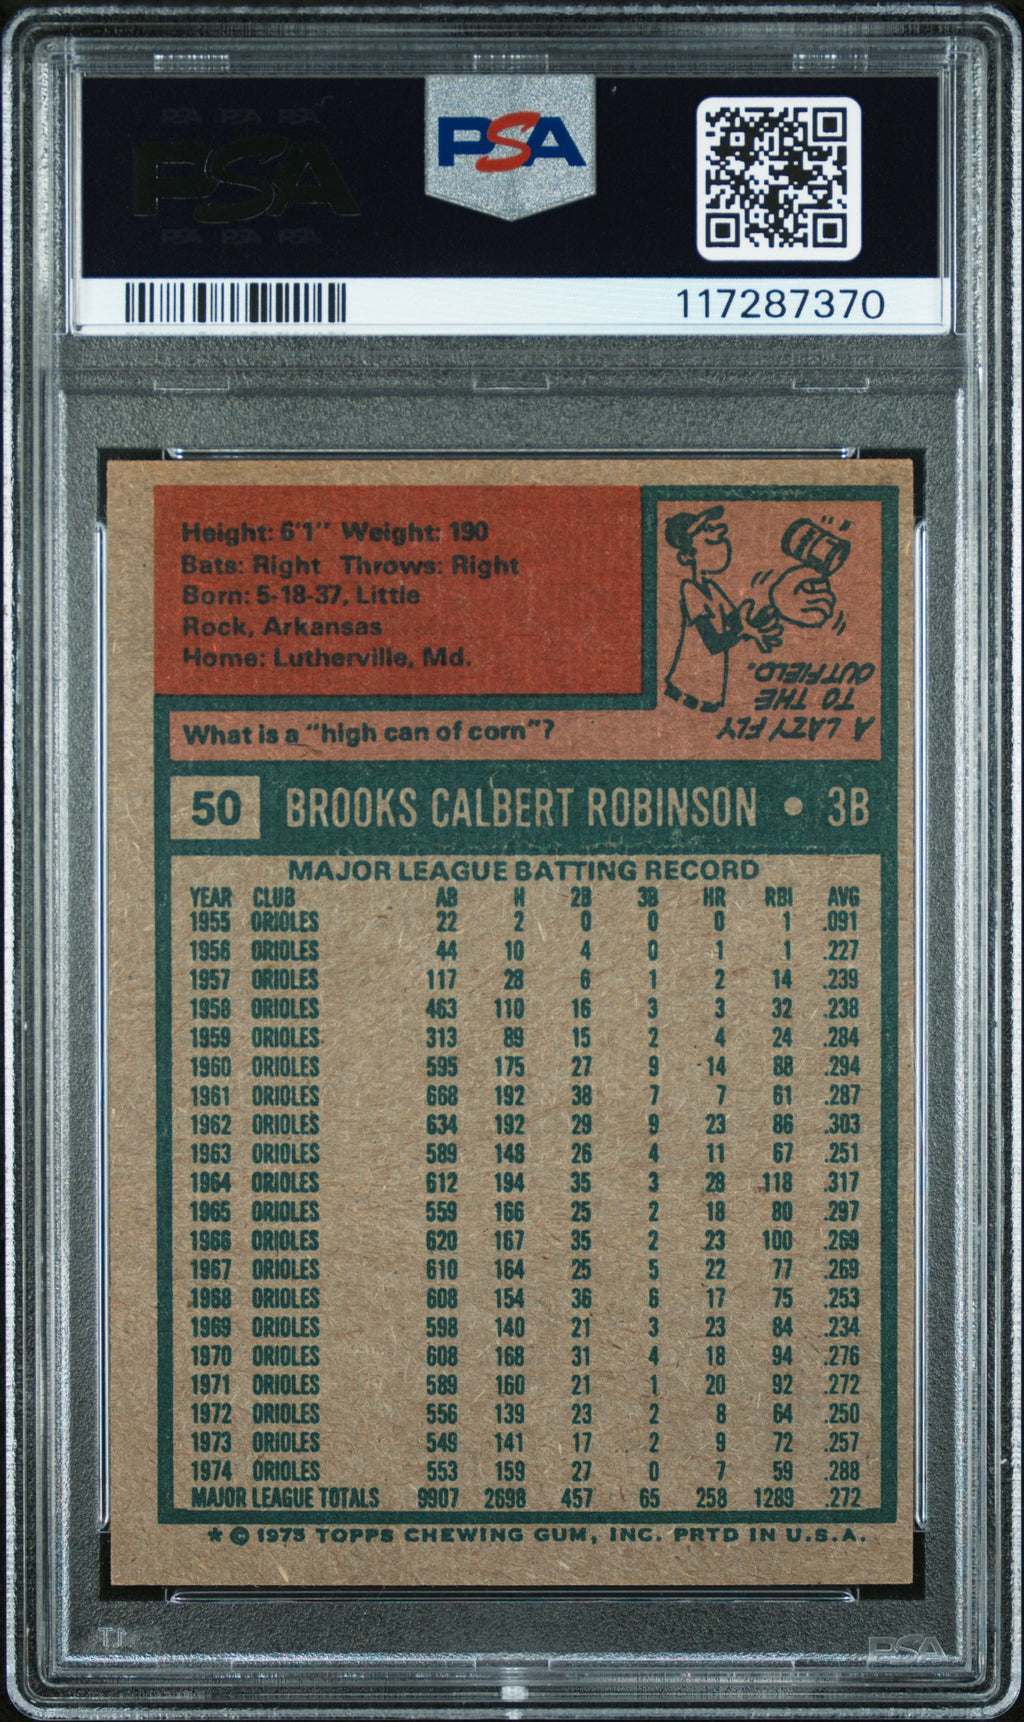 PSA PSA PSA
PSA
PSA PSA PSA
PSA
117287370
Height: 6'1" Weight: 190
Bats: Right Throws: Right
Born: 5-18-37, Little
Rock, Arkansas
Home: Lutherville, Md.
What is a "high can of corn"?
A LAZY FLY
TO THE
OUTFIELD.
50 BROOKS CALBERT ROBINSON • 3B
MAJOR LEAGUE BATTING RECORD
YEAR CLUB AB H 2B 3B HR RBI AVG
1955 ORIOLES 22 2 0 0 0 1 .091
1956 ORIOLES 44 10 4 0 1 1 .227
1957 ORIOLES 117 28 6 1 2 14 .239
1958 ORIOLES 463 110 16 3 3 32 .238
1959 ORIOLES 313 89 15 2 4 24 .284
1960 ORIOLES 595 175 27 9 14 88 .294
1961 ORIOLES 668 192 38 7 7 61 .287
1962 ORIOLES 634 192 29 9 23 86 .303
1963 ORIOLES 589 148 26 4 11 67 .251
1964 ORIOLES 612 194 35 3 28 118 .317
1965 ORIOLES 559 166 25 2 18 80 .297
1966 ORIOLES 620 167 35 2 23 100 .269
1967 ORIOLES 610 164 25 5 22 77 .269
1968 ORIOLES 608 154 36 6 17 75 .253
1969 ORIOLES 598 140 21 3 23 84 .234
1970 ORIOLES 608 168 31 4 18 94 .276
1971 ORIOLES 589 160 21 1 20 92 .272
1972 ORIOLES 556 139 23 2 8 64 .250
1973 ORIOLES 549 141 17 2 9 72 .257
1974 ORIOLES 553 159 27 0 7 59 .288
MAJOR LEAGUE TOTALS 9907 2698 457 65 258 1289 .272
* © 1975 TOPPS CHEWING GUM, INC. PRTD IN U.S.A.
PSA